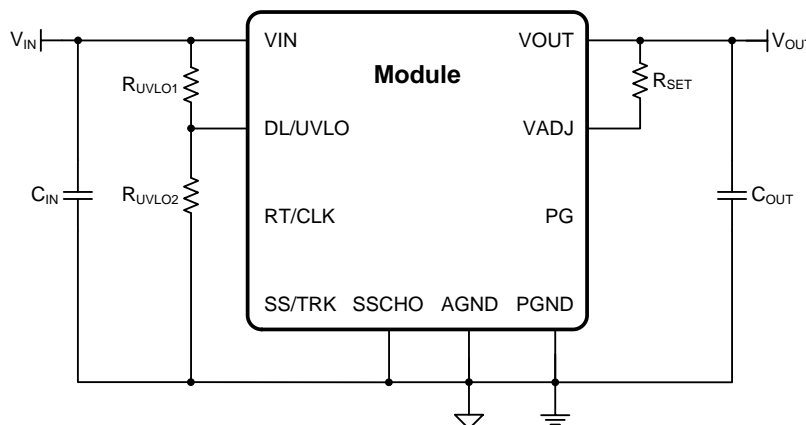 VIN
VIN
VOUT
VOUT
RUVLO1
Module
RSET
DL/UVLO
VADJ
CIN
RUVLO2
RT/CLK
PG
COUT
SS/TRK
SSCHO
AGND
PGND